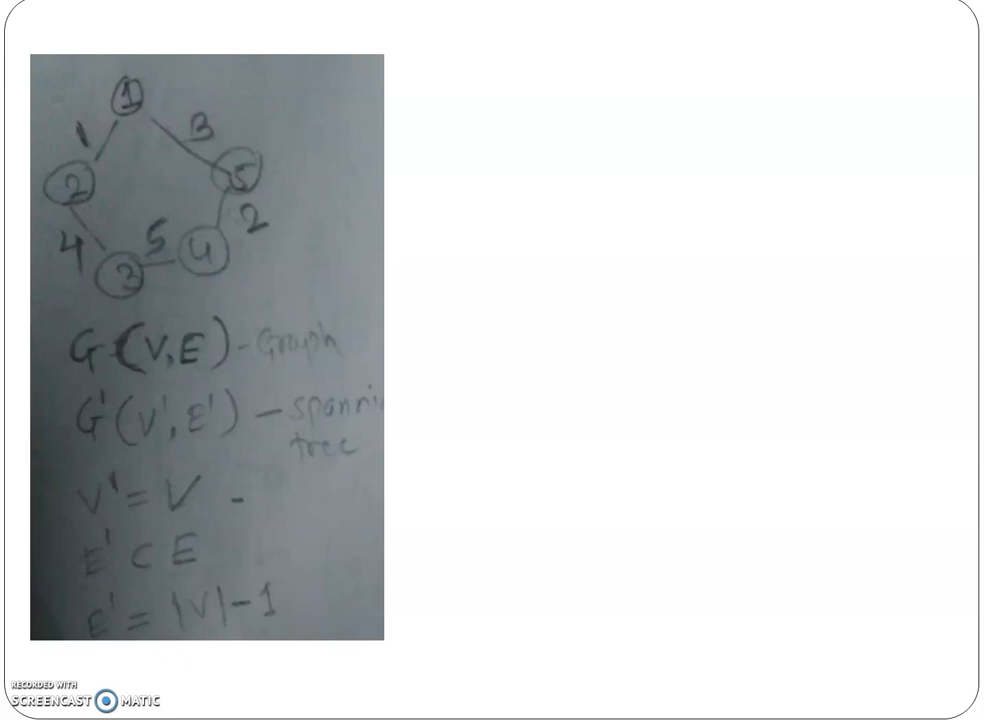 1
1 3
2 5
2
4 5 4
3
G(V,E) - Graph
G'(V',E') - spanni
tree
V' = V -
E' ⊂ E
E' = |V| - 1
RECORDED WITH
SCREENCAST MATIC